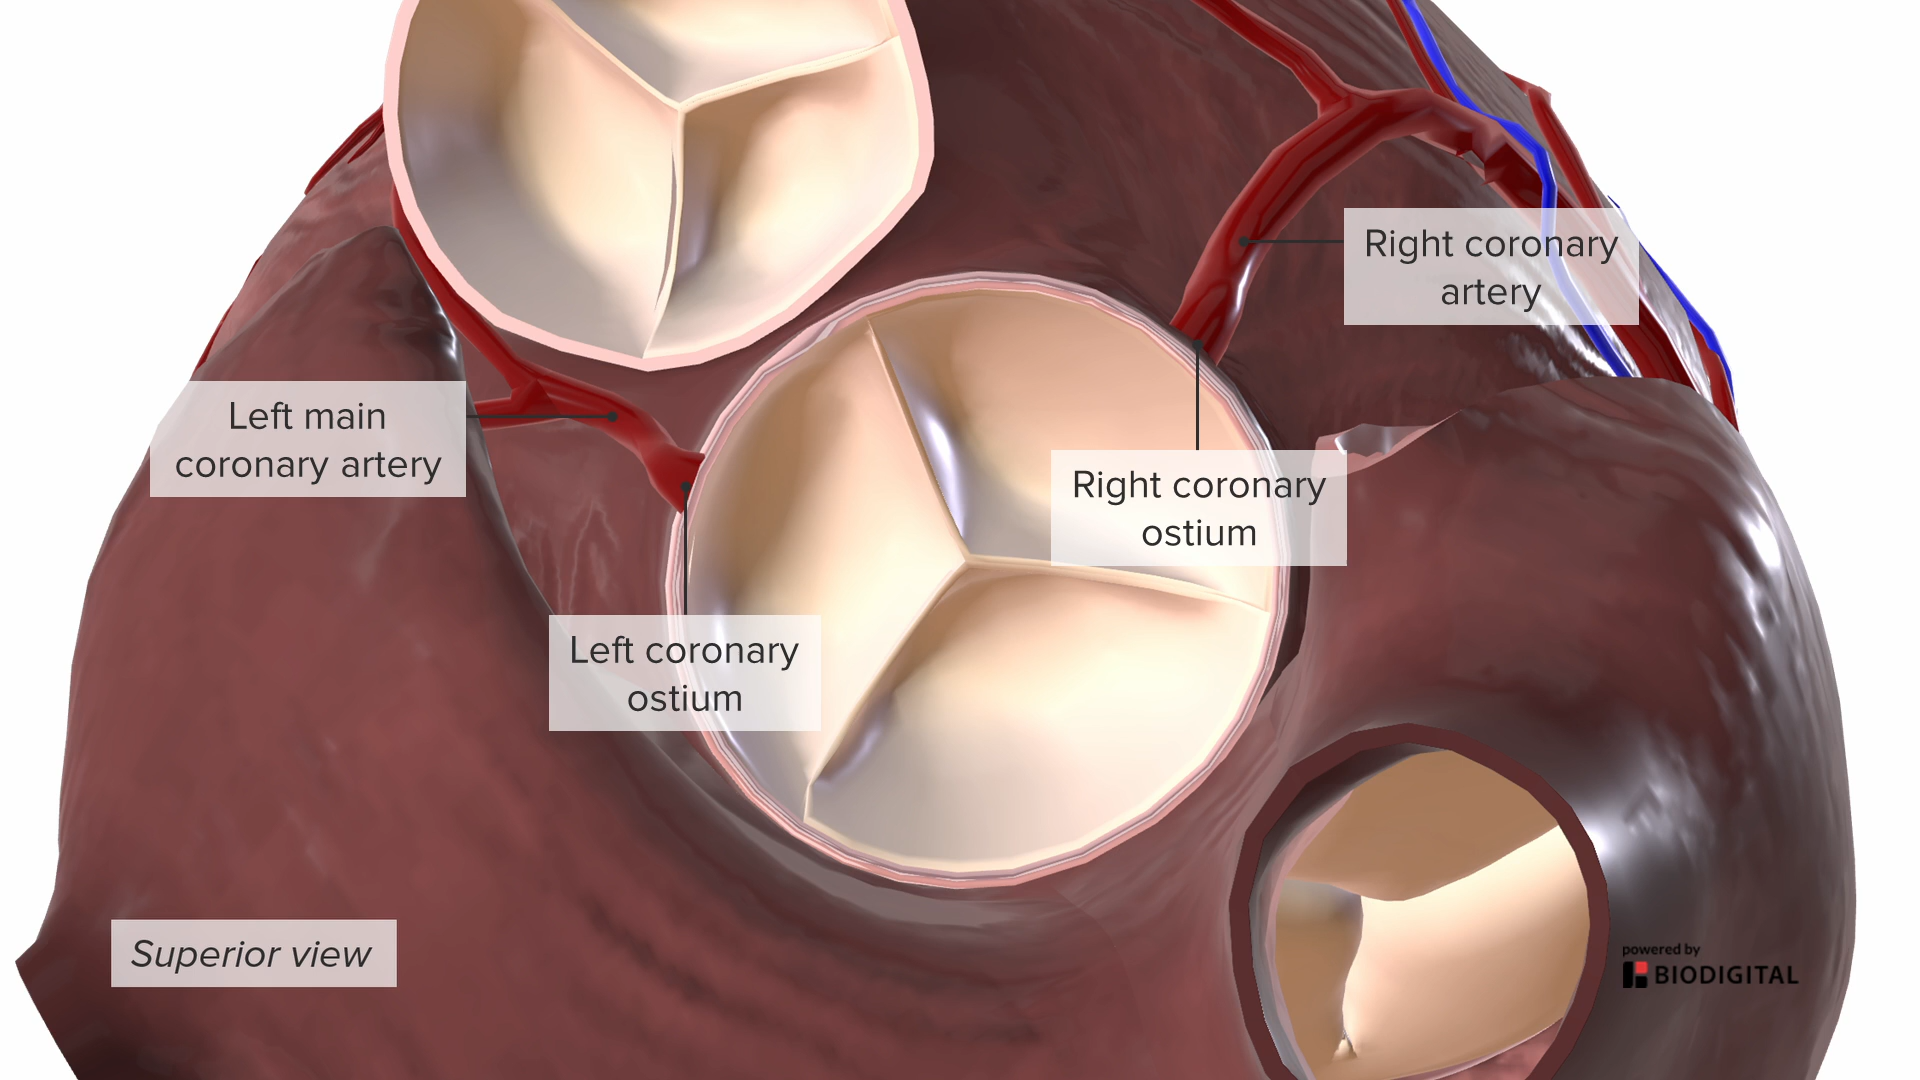 Right coronary
artery
Left main
coronary artery
Right coronary
ostium
Left coronary
ostium
Superior view
powered by
BIODIGITAL